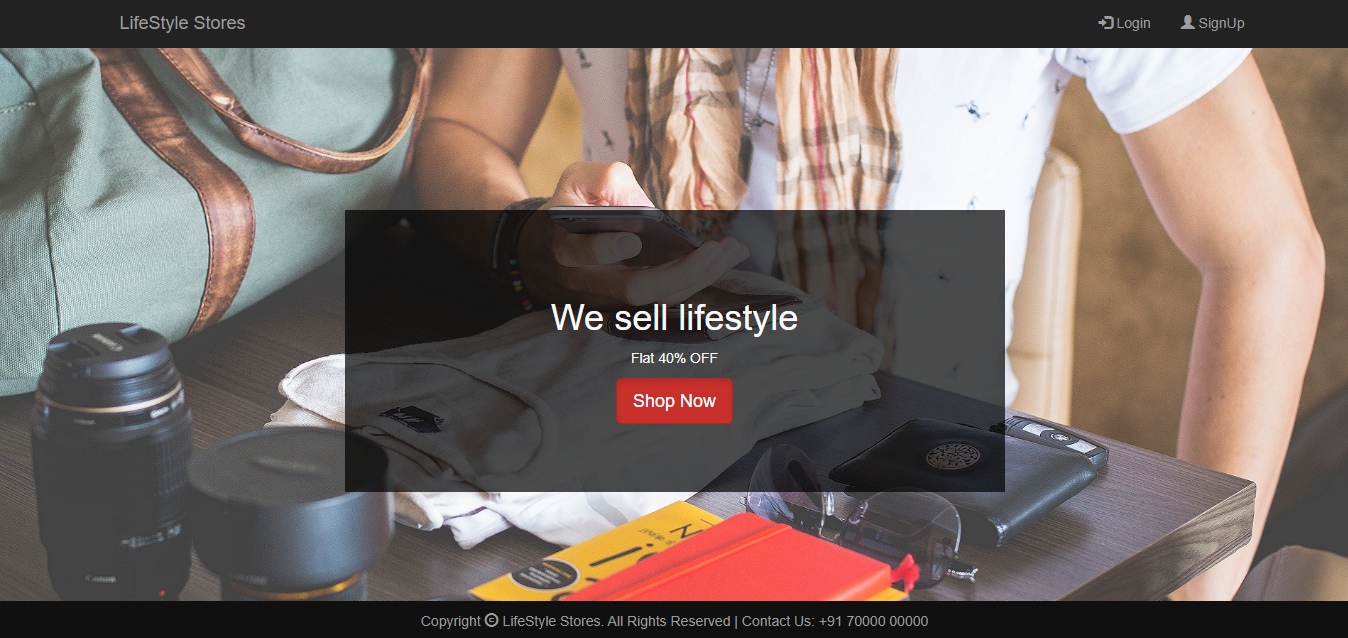 LifeStyle Stores
Login SignUp
We sell lifestyle
Flat 40% OFF
Shop Now
Canon
Copyright © LifeStyle Stores. All Rights Reserved | Contact Us: +91 70000 00000